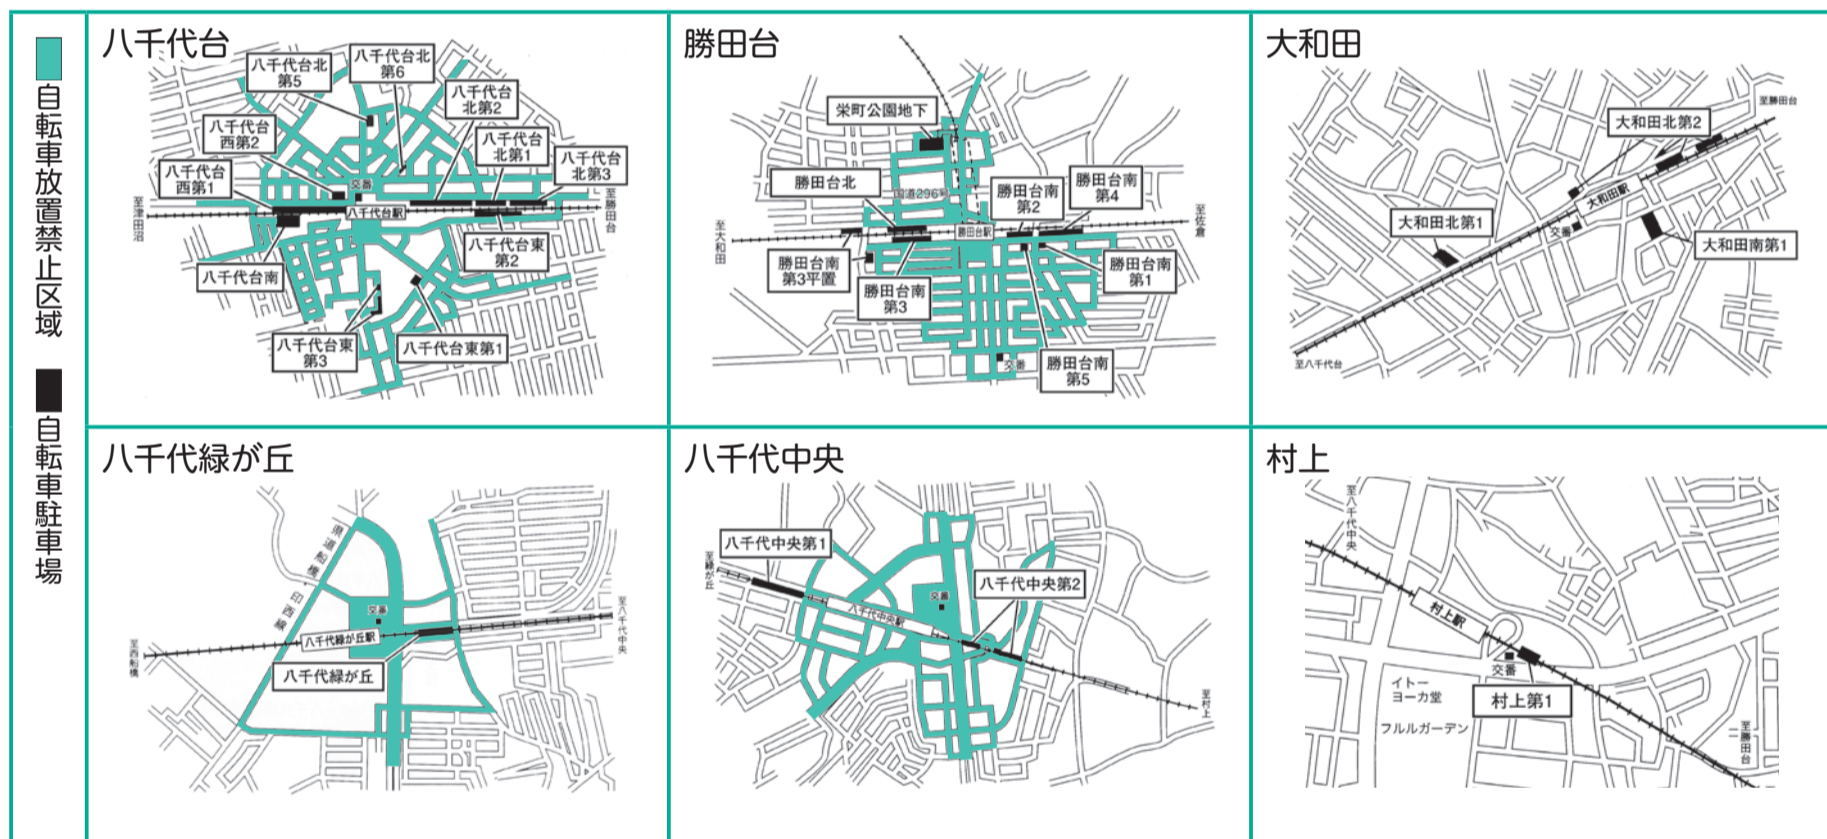 自転車放置禁止区域
自転車駐車場
八千代台
八千代台北
第5
八千代台北
第6
八千代台
北第2
八千代台
西第2
八千代台
北第1
八千代台
北第3
八千代台
西第1
交番
至津田沼
八千代台駅
至勝田台
八千代台南
八千代台東
第2
八千代台東
第3
八千代台東第1
勝田台
栄町公園地下
勝田台北
国道296号
勝田台南
第2
勝田台南
第4
至大和田
勝田台駅
至佐倉
勝田台南
第3平置
勝田台南
第3
勝田台南
第1
交番
勝田台南
第5
大和田
至勝田台
大和田北第2
大和田駅
大和田北第1
交番
大和田南第1
至八千代台
八千代緑が丘
県道船橋・印西線
交番
至西船橋
八千代緑が丘駅
至八千代中央
八千代緑が丘
八千代中央
八千代中央第1
至緑が丘
八千代中央第2
交番
八千代中央駅
至村上
村上
至八千代中央
村上駅
交番
イトー
ヨーカ堂
村上第1
フルルガーデン
至勝田台